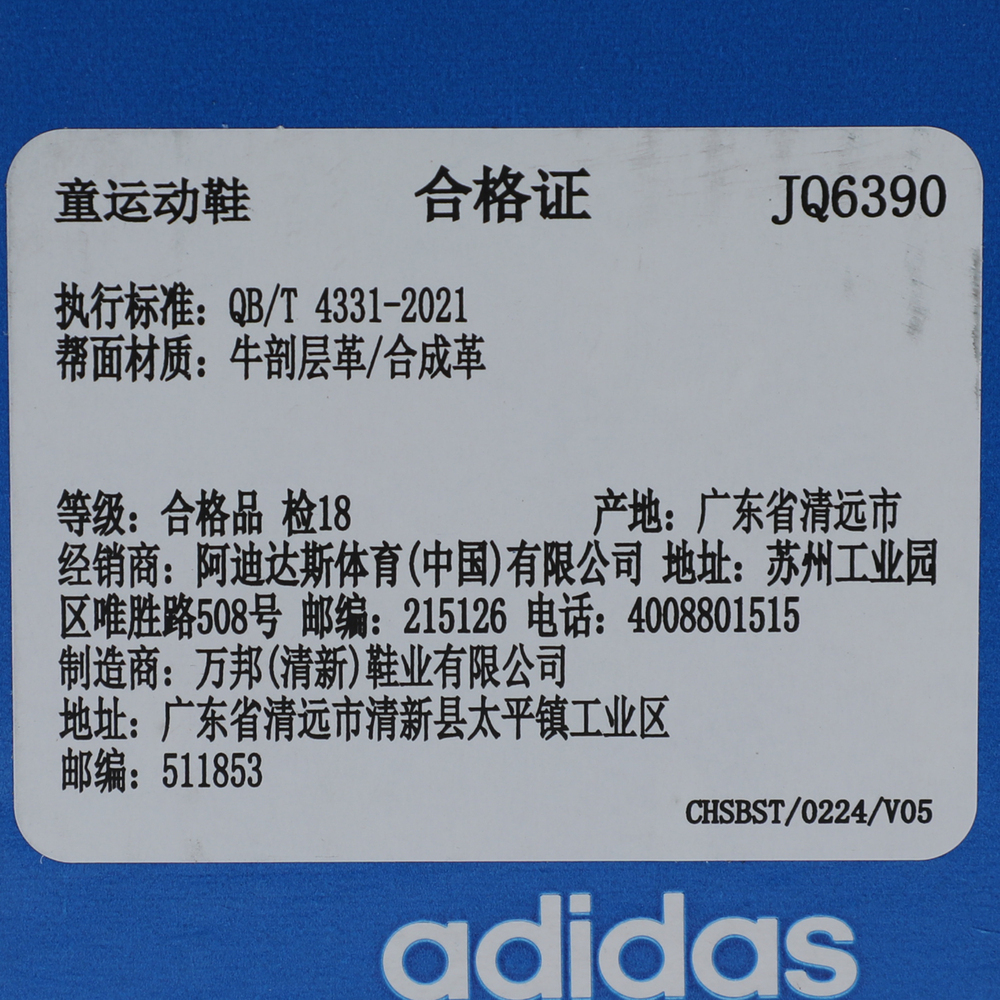 童运动鞋 合格证 JQ6390
执行标准：QB/T 4331-2021
帮面材质：牛剖层革/合成革
等级：合格品 检18 产地：广东省清远市
经销商：阿迪达斯体育(中国)有限公司 地址：苏州工业园
区唯胜路508号 邮编：215126 电话：4008801515
制造商：万邦(清新)鞋业有限公司
地址：广东省清远市清新县太平镇工业区
邮编：511853
CHSBST/0224/V05
adidas